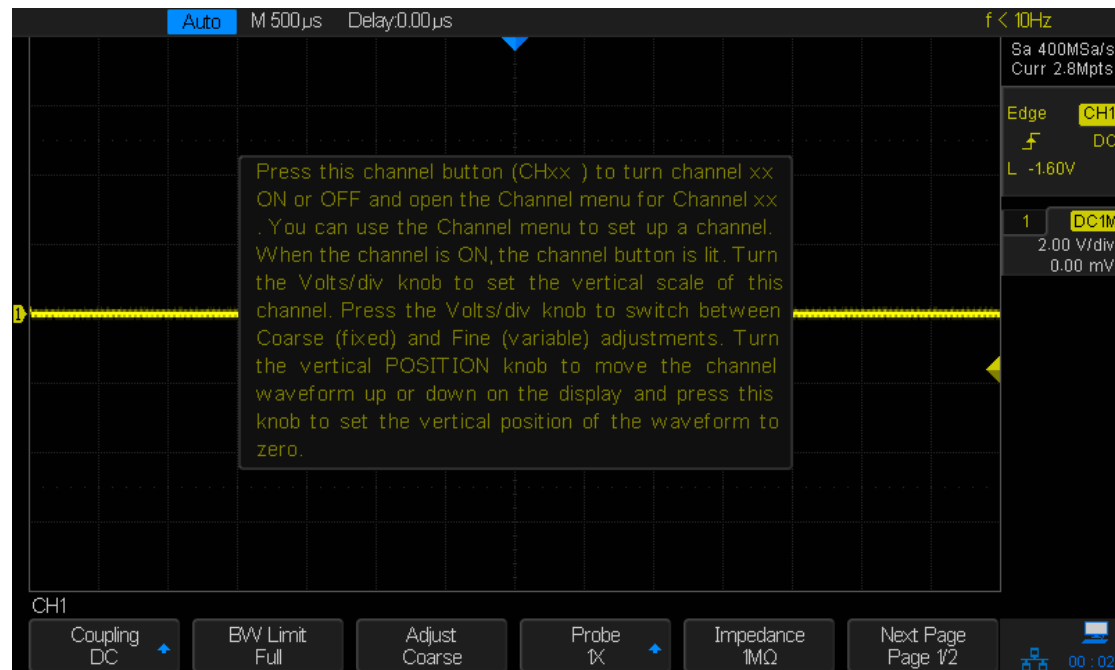 Auto M 500µs Delay:0.00µs f < 10Hz
Sa 400MSa/s
Curr 2.8Mpts
Edge CH1
DC
L -1.60V
1 DC1M
2.00 V/div
0.00 mV
Press this channel button (CHxx ) to turn channel xx
ON or OFF and open the Channel menu for Channel xx
. You can use the Channel menu to set up a channel.
When the channel is ON, the channel button is lit. Turn
the Volts/div knob to set the vertical scale of this
channel. Press the Volts/div knob to switch between
Coarse (fixed) and Fine (variable) adjustments. Turn
the vertical POSITION knob to move the channel
waveform up or down on the display and press this
knob to set the vertical position of the waveform to
zero.
1
CH1
Coupling BW Limit Adjust Probe Impedance Next Page
DC Full Coarse 1X 1MΩ Page 1/2
00 : 02